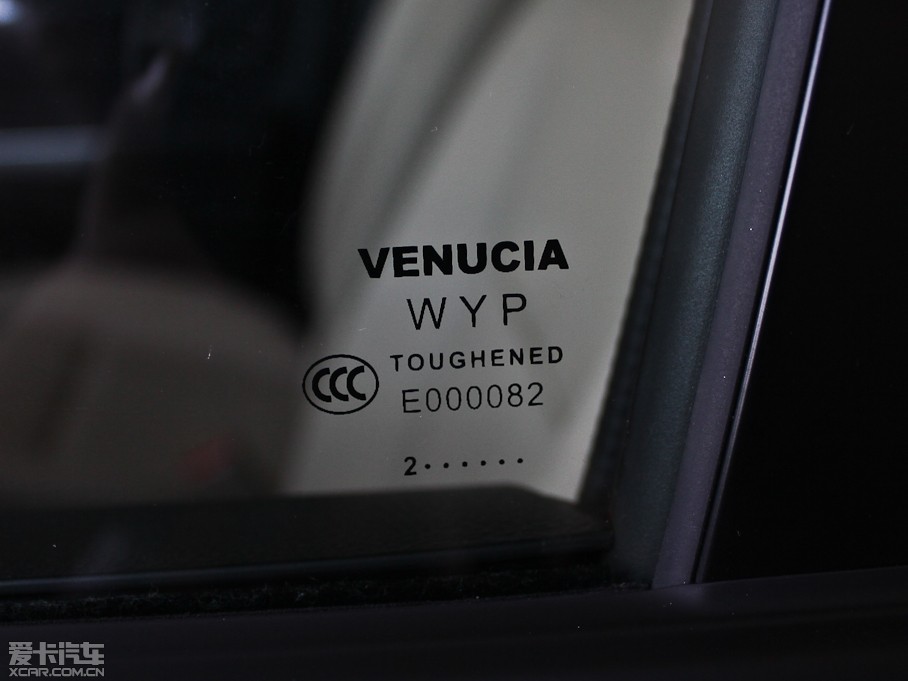 VENUCIA
WYP
TOUGHENED
CCC
E000082
2······
爱卡汽车
XCAR.COM.CN